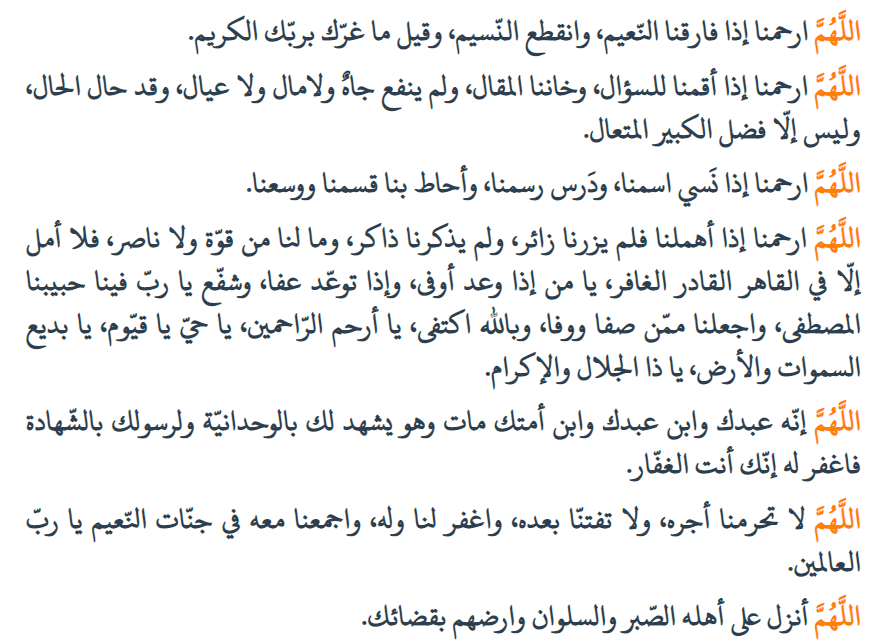 اللَّهُمَّ ارحمنا إذا فارقنا النّعيم، وانقطع النّسيم، وقيل ما غرّك بربّك الكريم.
اللَّهُمَّ ارحمنا إذا أقمنا للسؤال، وخاننا المقال، ولم ينفع جاهٌ ولامال ولا عيال، وقد حال الحال،
وليس إلّا فضل الكبير المتعال.
اللَّهُمَّ ارحمنا إذا نَسي اسمنا، ودَرس رسمنا، وأحاط بنا قسمنا ووسعنا.
اللَّهُمَّ ارحمنا إذا أهملنا فلم يزرنا زائر، ولم يذكرنا ذاكر، وما لنا من قوّة ولا ناصر، فلا أمل
إلّا في القاهر القادر الغافر، يا من إذا وعد أوفى، وإذا توعّد عفا، وشفّع يا ربّ فينا حبيبنا
المصطفى، واجعلنا ممّن صفا ووفا، وبالله اكتفى، يا أرحم الرّاحمين، يا حيّ يا قيّوم، يا بديع
السموات والأرض، يا ذا الجلال والإكرام.
اللَّهُمَّ إنّه عبدك وابن عبدك وابن أمتك مات وهو يشهد لك بالوحدانيّة ولرسولك بالشّهادة
فاغفر له إنّك أنت الغفّار.
اللَّهُمَّ لا تحرمنا أجره، ولا تفتنّا بعده، واغفر لنا وله، واجمعنا معه في جنّات النّعيم يا ربّ
العالمين.
اللَّهُمَّ أنزل على أهله الصّبر والسلوان وارضهم بقضائك.